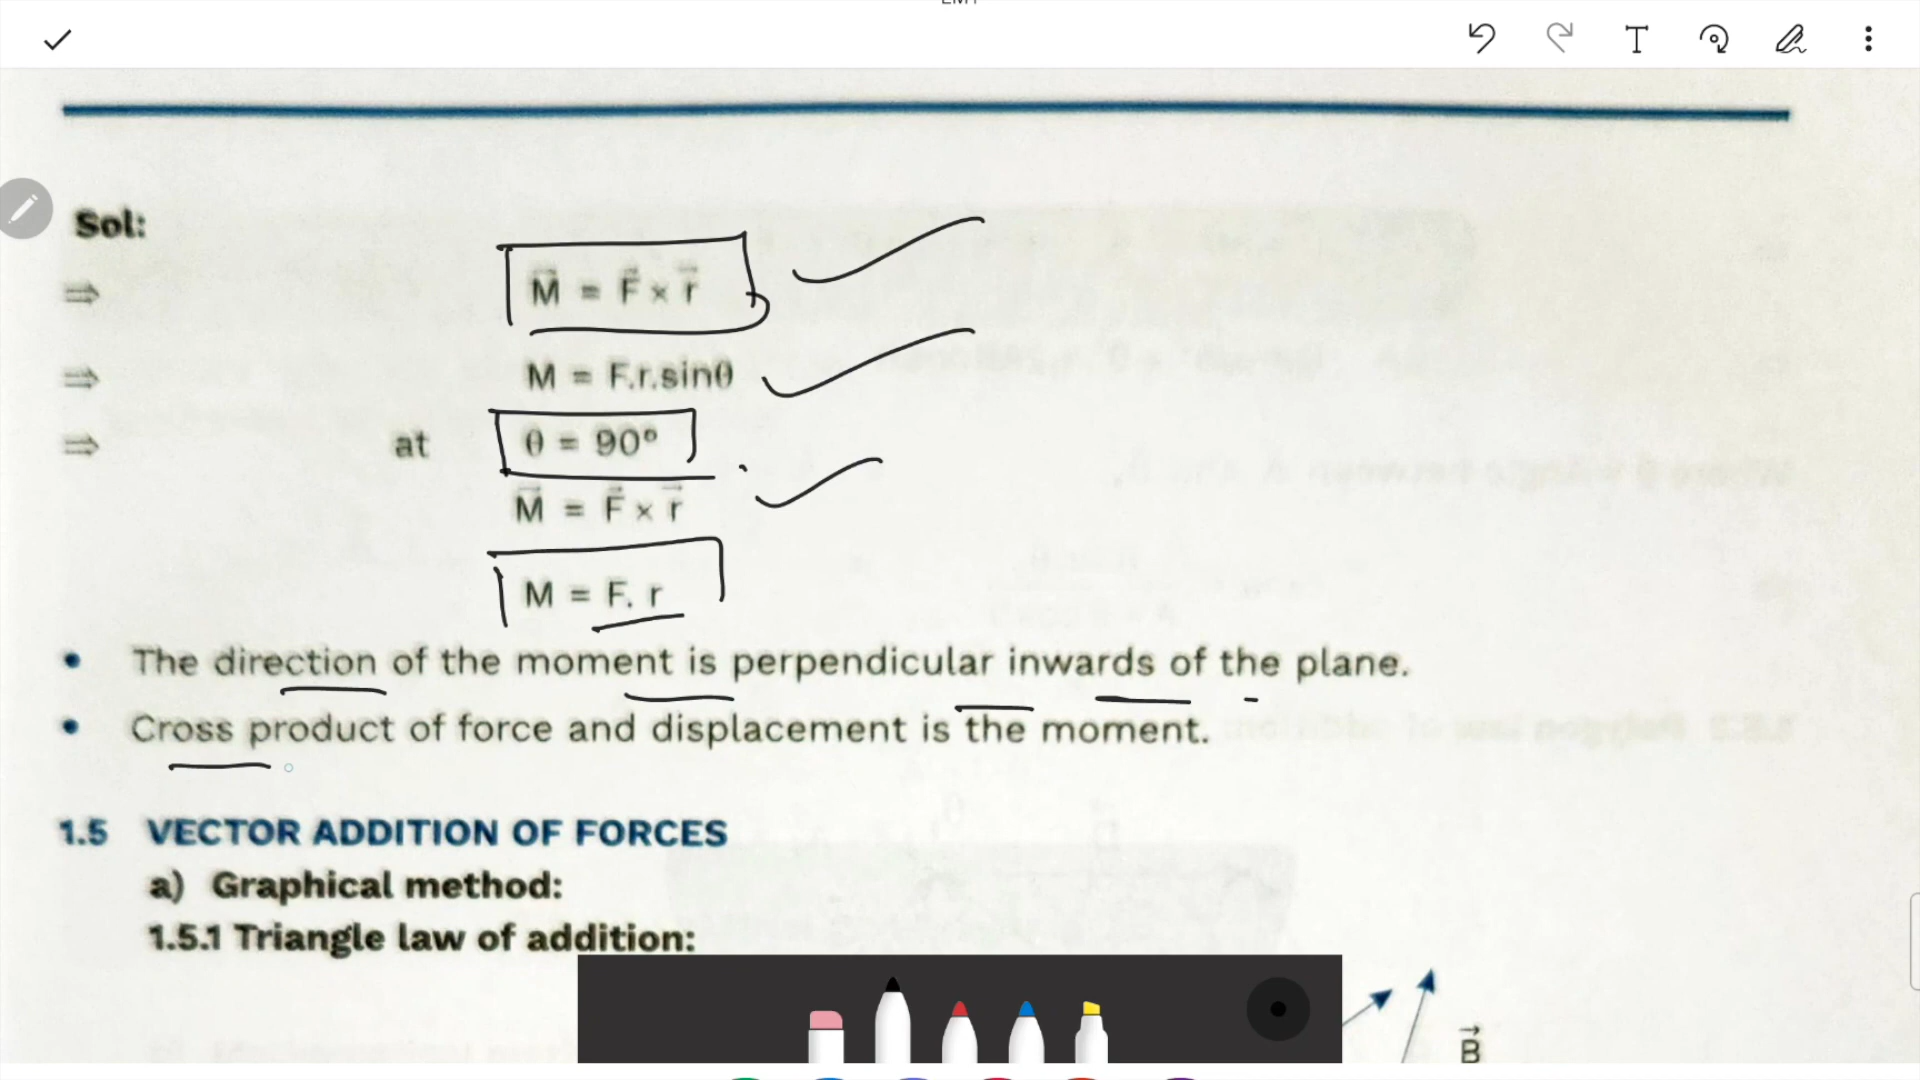 Sol:
⇒ M⃗ = F⃗ × r⃗
⇒ M = F.r.sinθ
⇒ at θ = 90°
M⃗ = F⃗ × r⃗
M = F. r
• The direction of the moment is perpendicular inwards of the plane.
• Cross product of force and displacement is the moment.
1.5 VECTOR ADDITION OF FORCES
a) Graphical method:
1.5.1 Triangle law of addition:
B⃗